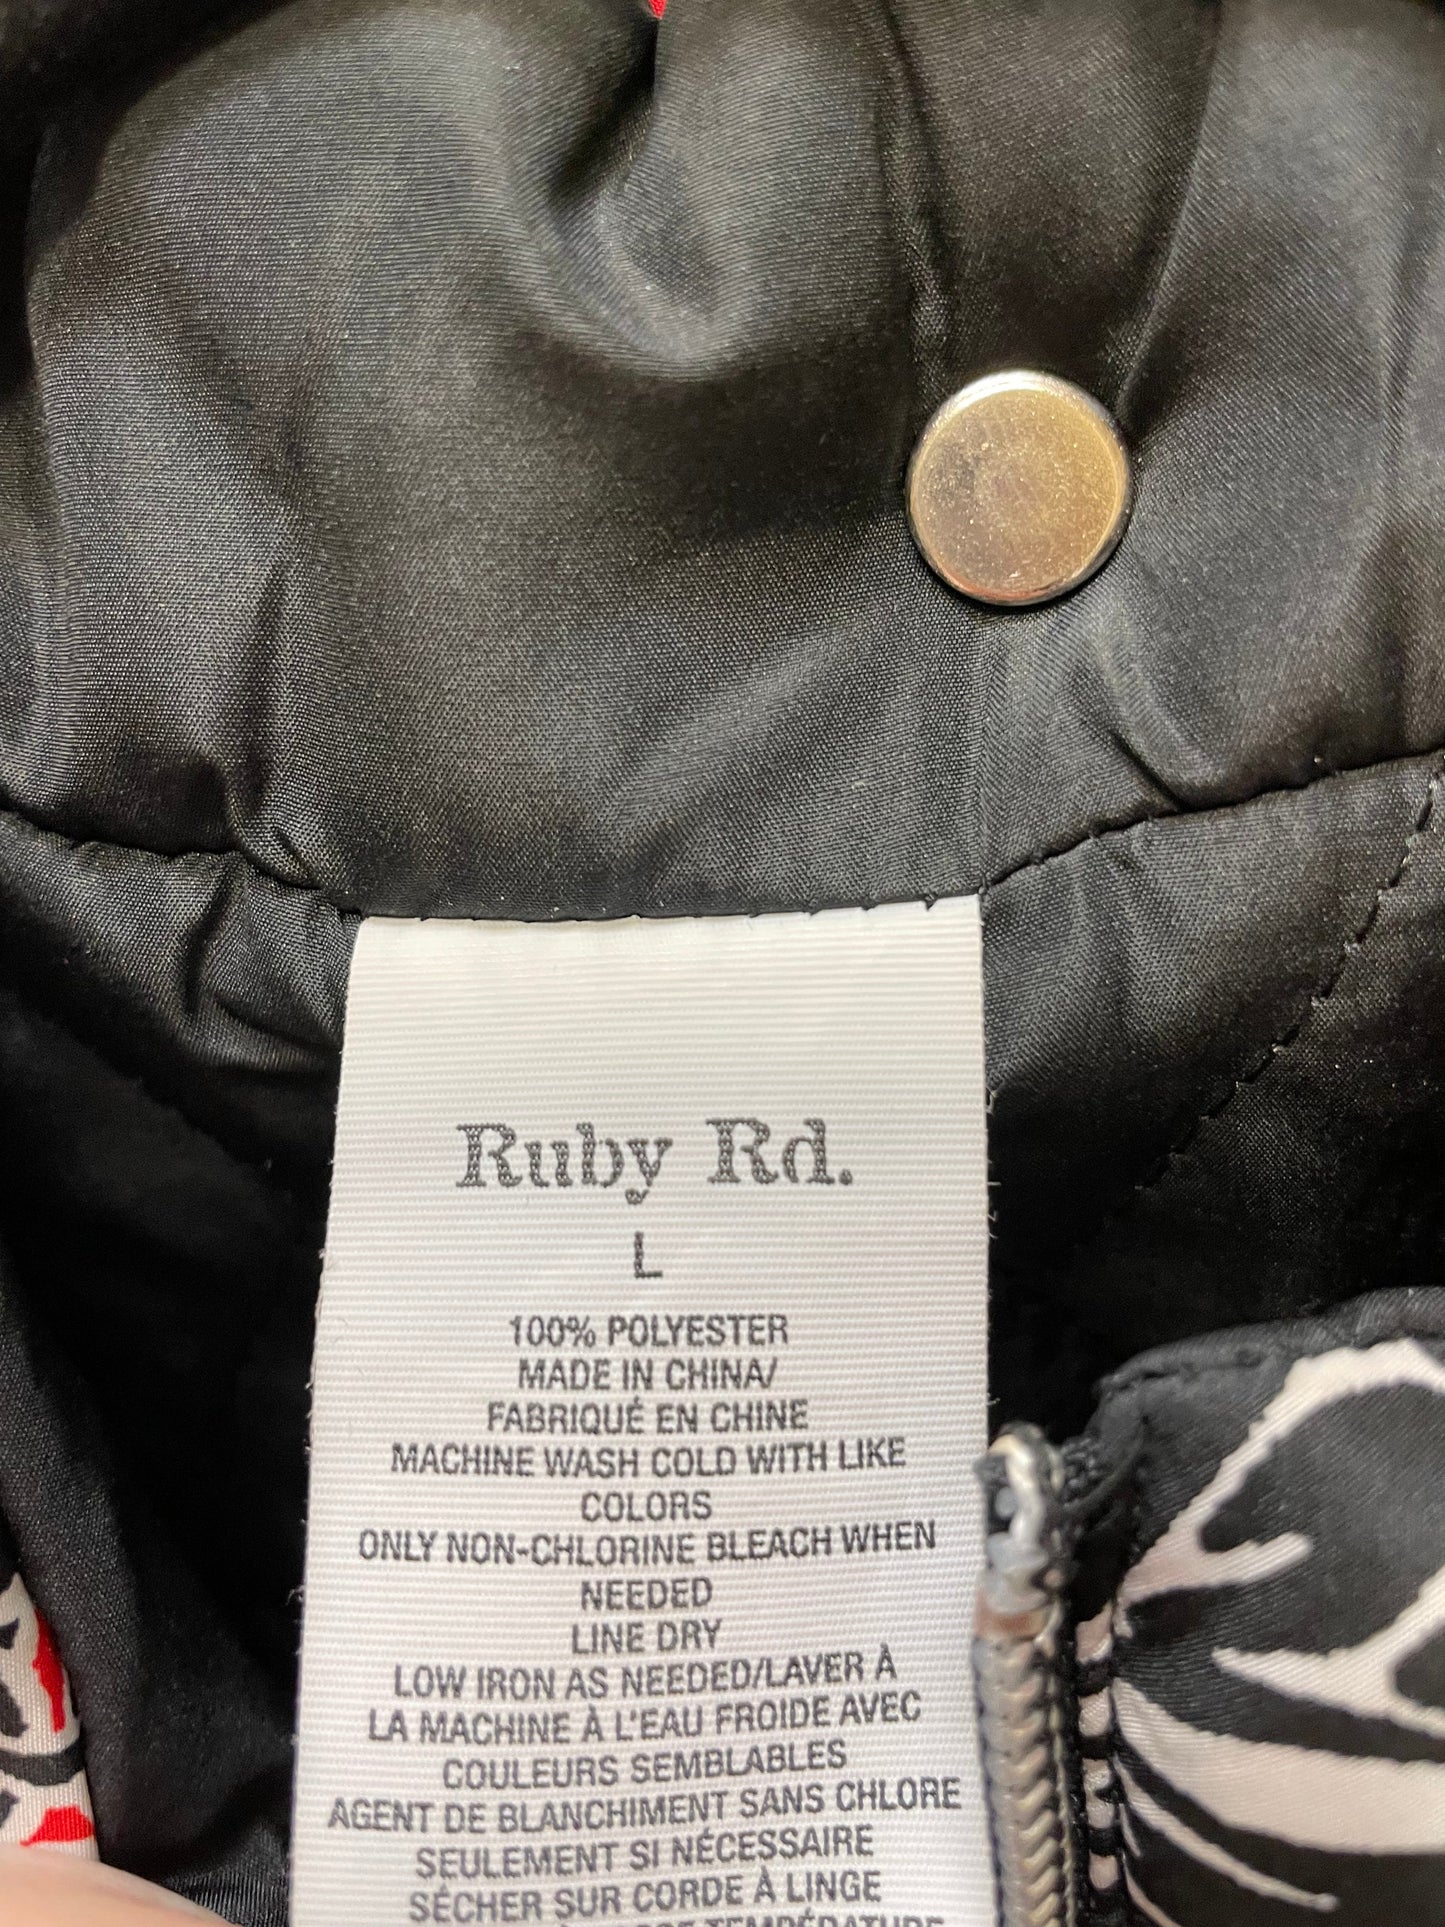 Ruby Rd.
L
100% POLYESTER
MADE IN CHINA/
FABRIQUÉ EN CHINE
MACHINE WASH COLD WITH LIKE
COLORS
ONLY NON-CHLORINE BLEACH WHEN
NEEDED
LINE DRY
LOW IRON AS NEEDED/LAVER À
LA MACHINE À L'EAU FROIDE AVEC
COULEURS SEMBLABLES
AGENT DE BLANCHIMENT SANS CHLORE
SEULEMENT SI NÉCESSAIRE
SÉCHER SUR CORDE À LINGE
TEMPÉRATURE